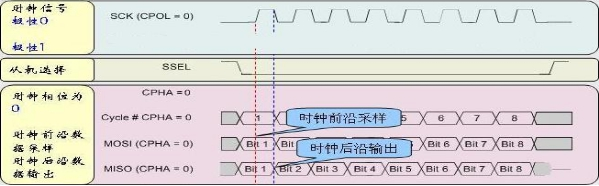 时钟信号
极性0
极性1
SCK (CPOL = 0)
从机选择
SSEL
时钟相位为
0
时钟前沿数
据采样
时钟后沿数
据输出
CPHA = 0
Cycle # CPHA = 0
1
5
6
7
8
时钟前沿采样
MOSI (CPHA = 0)
Bit 1
Bit 6
Bit 7
Bit 8
时钟后沿输出
MISO (CPHA = 0)
Bit 1
Bit 2
Bit 3
Bit 4
Bit 5
Bit 6
Bit 7
Bit 8